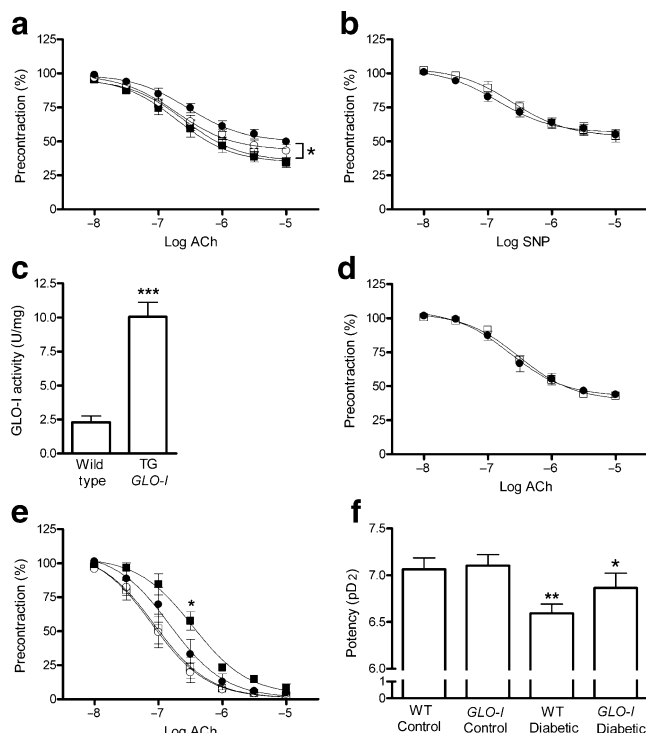 a
125
100
75
50
25
0
Precontraction (%)
*
–8
–7
–6
–5
Log ACh
b
125
100
75
50
25
0
Precontraction (%)
–8
–7
–6
–5
Log SNP
c
12.5
10.0
7.5
5.0
2.5
0.0
GLO-I activity (U/mg)
***
Wild
type
TG
GLO-I
d
125
100
75
50
25
0
Precontraction (%)
–8
–7
–6
–5
Log ACh
e
125
100
75
50
25
0
Precontraction (%)
*
–8
–7
–6
–5
Log ACh
f
7.5
7.0
6.5
6.0
1
0
Potency (pD2)
**
*
WT
Control
GLO-I
Control
WT
Diabetic
GLO-I
Diabetic